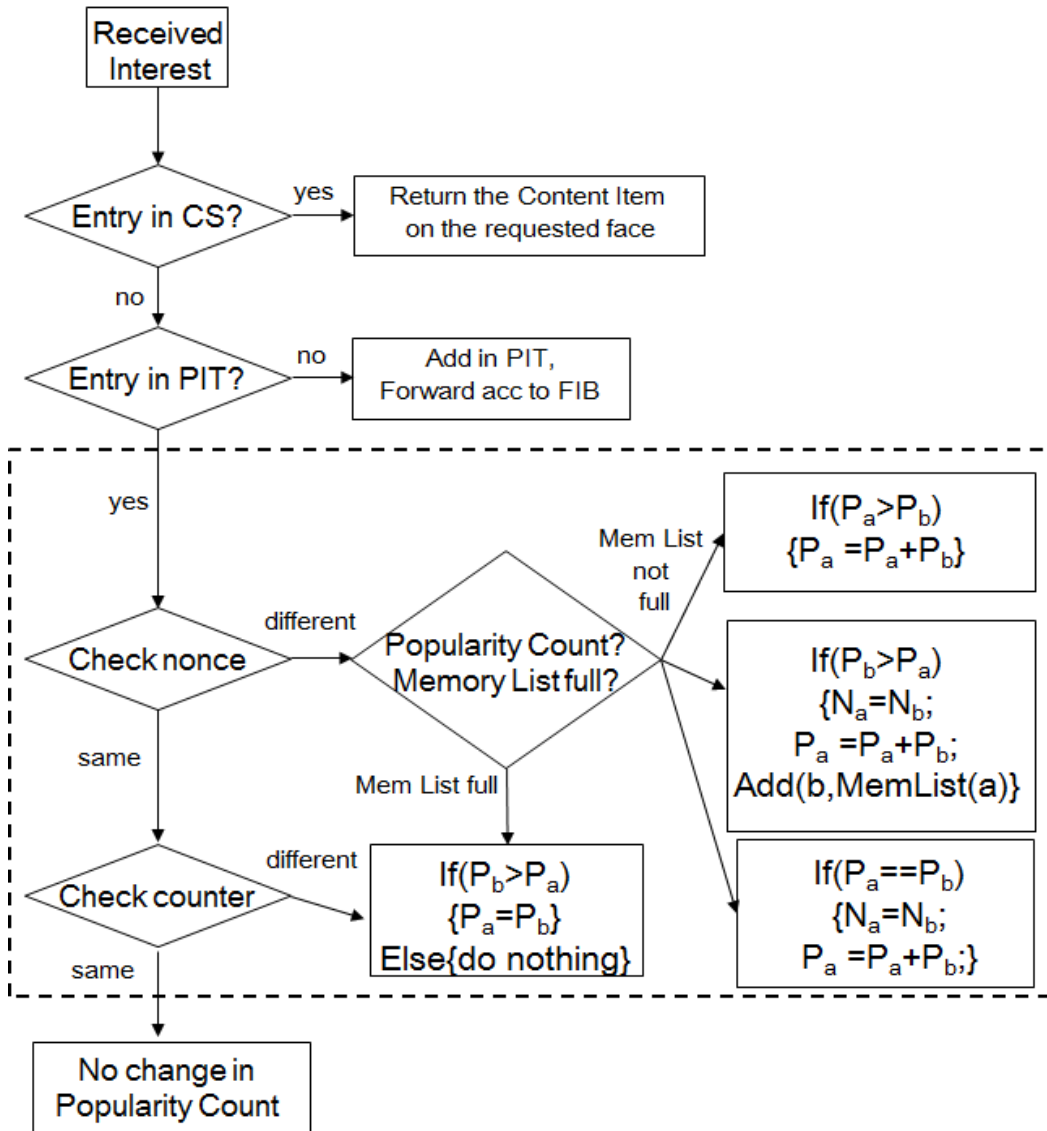 Received
Interest
Entry in CS?
yes
Return the Content Item
on the requested face
no
Entry in PIT?
no
Add in PIT,
Forward acc to FIB
yes
Check nonce
different
Popularity Count?
Memory List full?
Mem List
not
full
If(Pa>Pb)
{Pa =Pa+Pb}
If(Pb>Pa)
{Na=Nb;
Pa =Pa+Pb;
Add(b,MemList(a)}
If(Pa==Pb)
{Na=Nb;
Pa =Pa+Pb;}
same
Mem List full
Check counter
different
If(Pb>Pa)
{Pa=Pb}
Else{do nothing}
same
No change in
Popularity Count